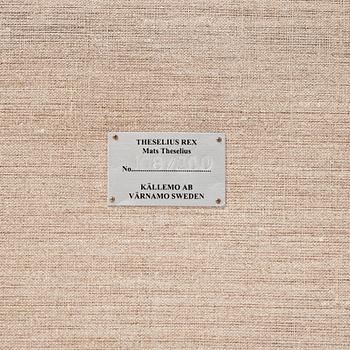 THESELIUS REX
Mats Theselius
No........................................
KÄLLEMO AB
VÄRNAMO SWEDEN